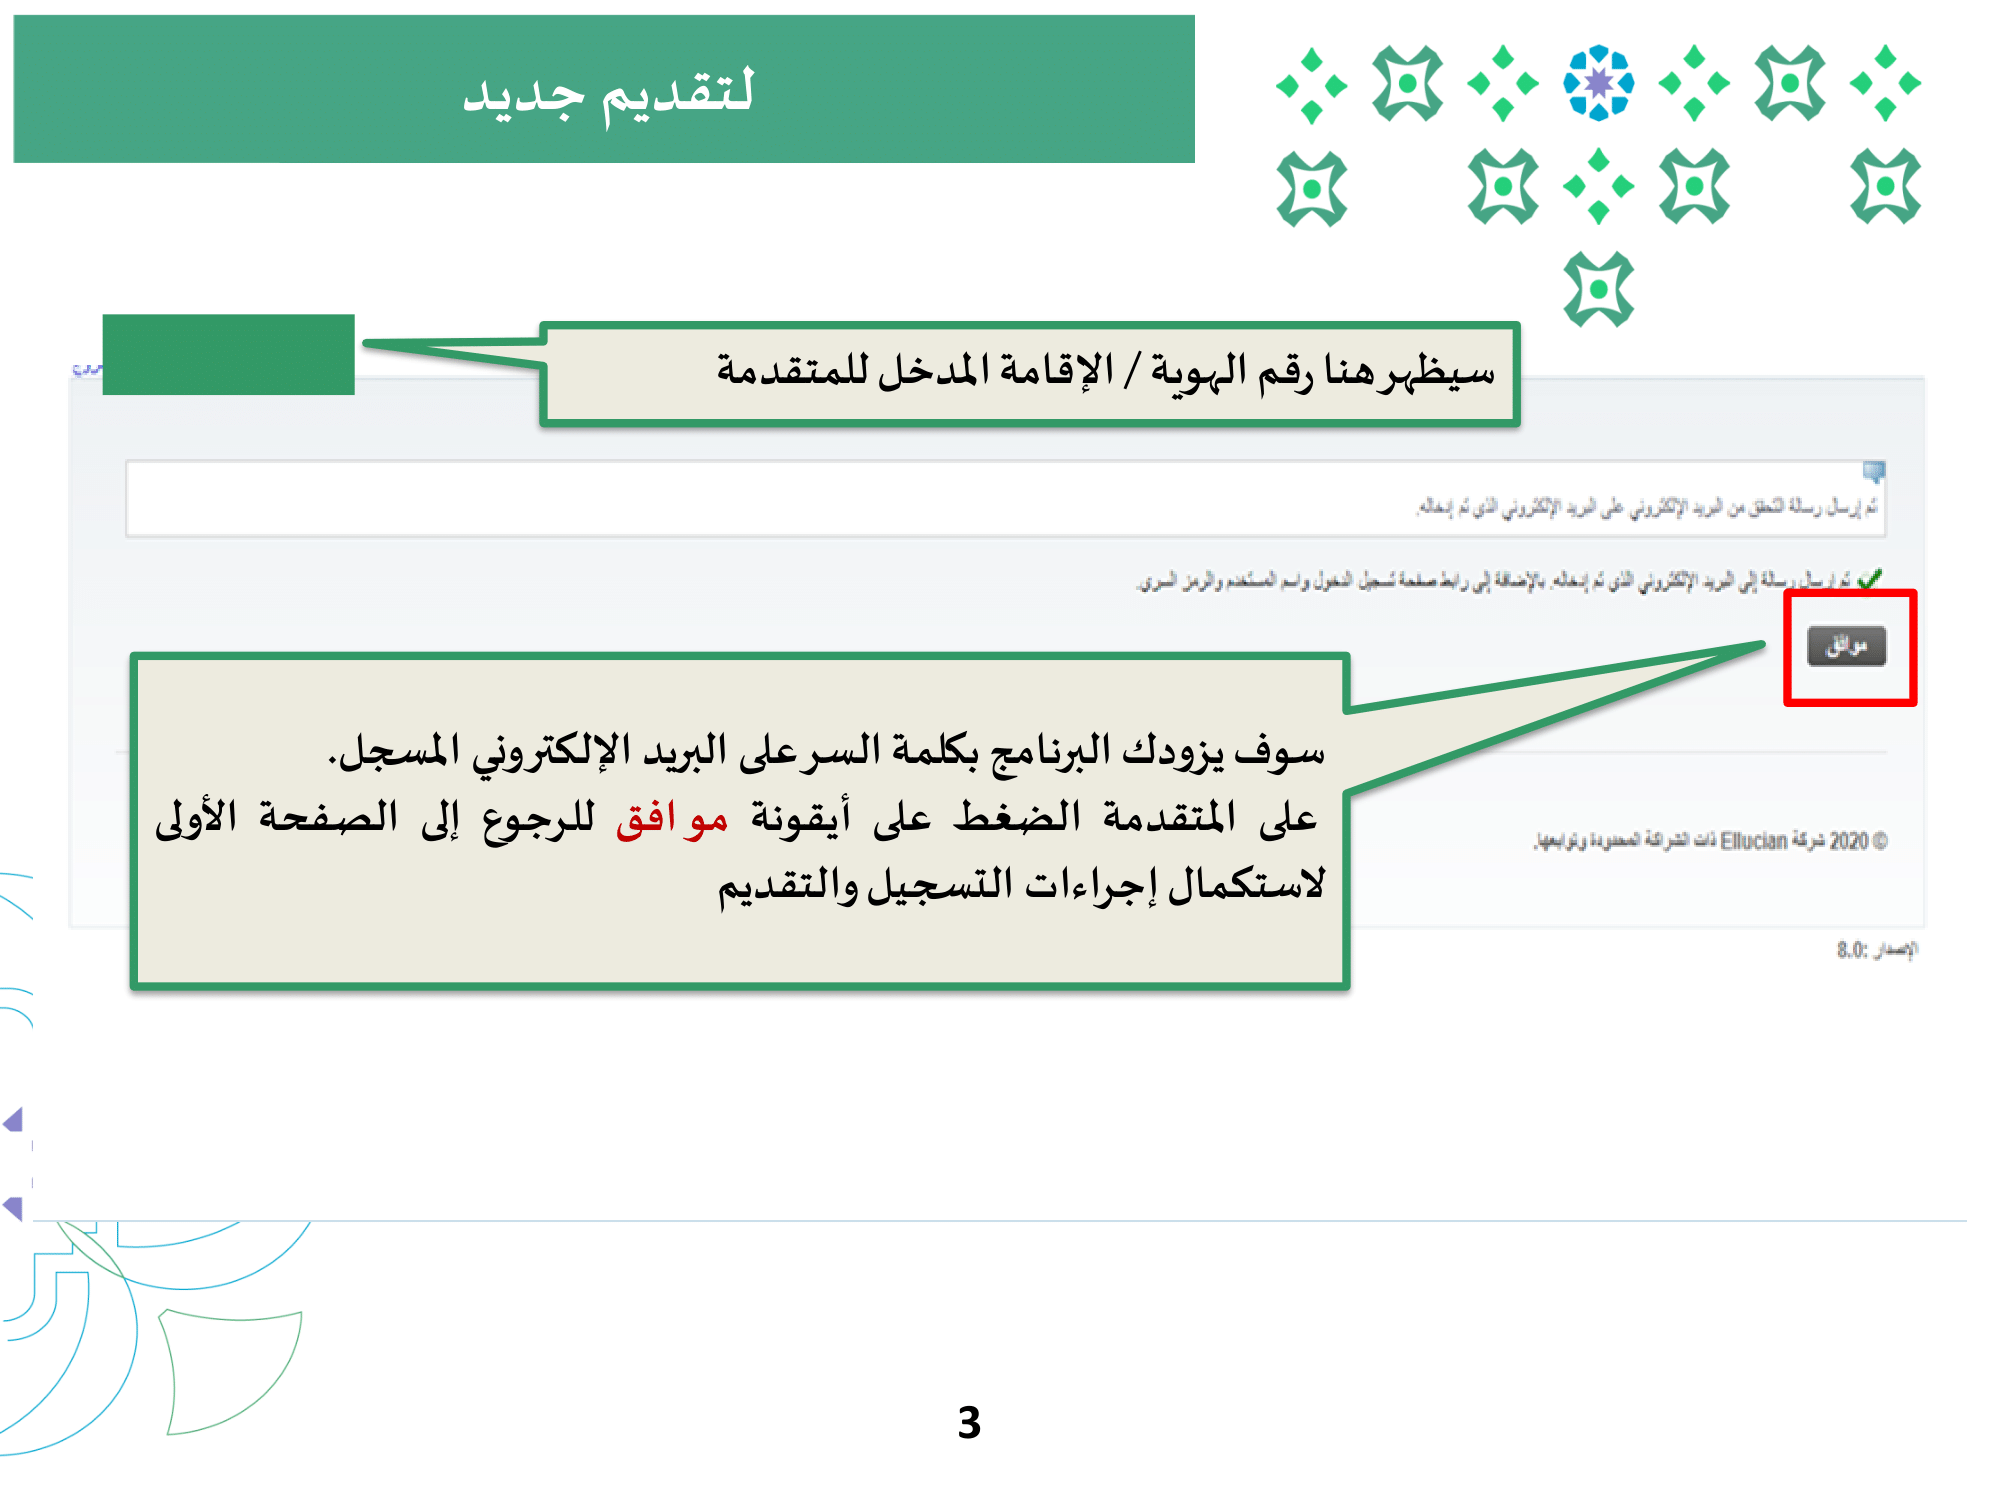 لتقديم جديد
سيظهر هنا رقم الهوية / الإقامة المدخل للمتقدمة
تم إرسال رسالة التحقق من البريد الإلكتروني على البريد الإلكتروني الذي تم إدخاله.
تم إرسال رسالة إلى البريد الإلكتروني الذي تم إدخاله. بالإضافة إلى رابط صفحة تسجيل الدخول واسم المستخدم والرمز السري.
موافق
سوف يزودك البرنامج بكلمة السر على البريد الإلكتروني المسجل.
على المتقدمة الضغط على أيقونة موافق للرجوع إلى الصفحة الأولى
لاستكمال إجراءات التسجيل والتقديم
© 2020 شركة Ellucian ذات الشراكة المحدودة وتوابعها.
الإصدار :8.0
3